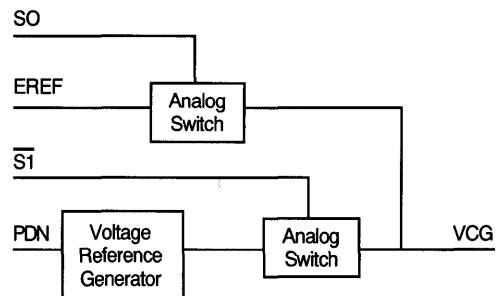 SO
EREF
Analog
Switch
S1
PDN
Voltage
Reference
Generator
Analog
Switch
VCG